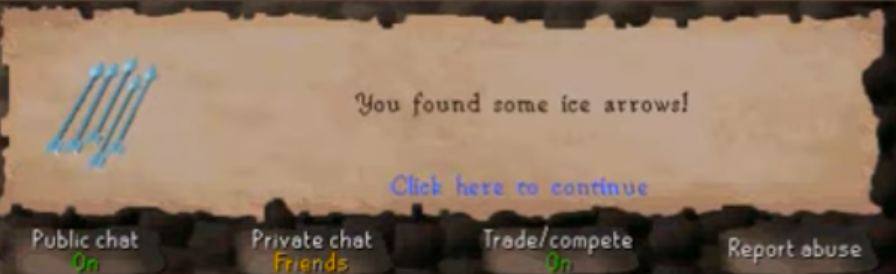 You found some ice arrows!
Click here to continue
Public chat
On
Private chat
Friends
Trade/compete
On
Report abuse